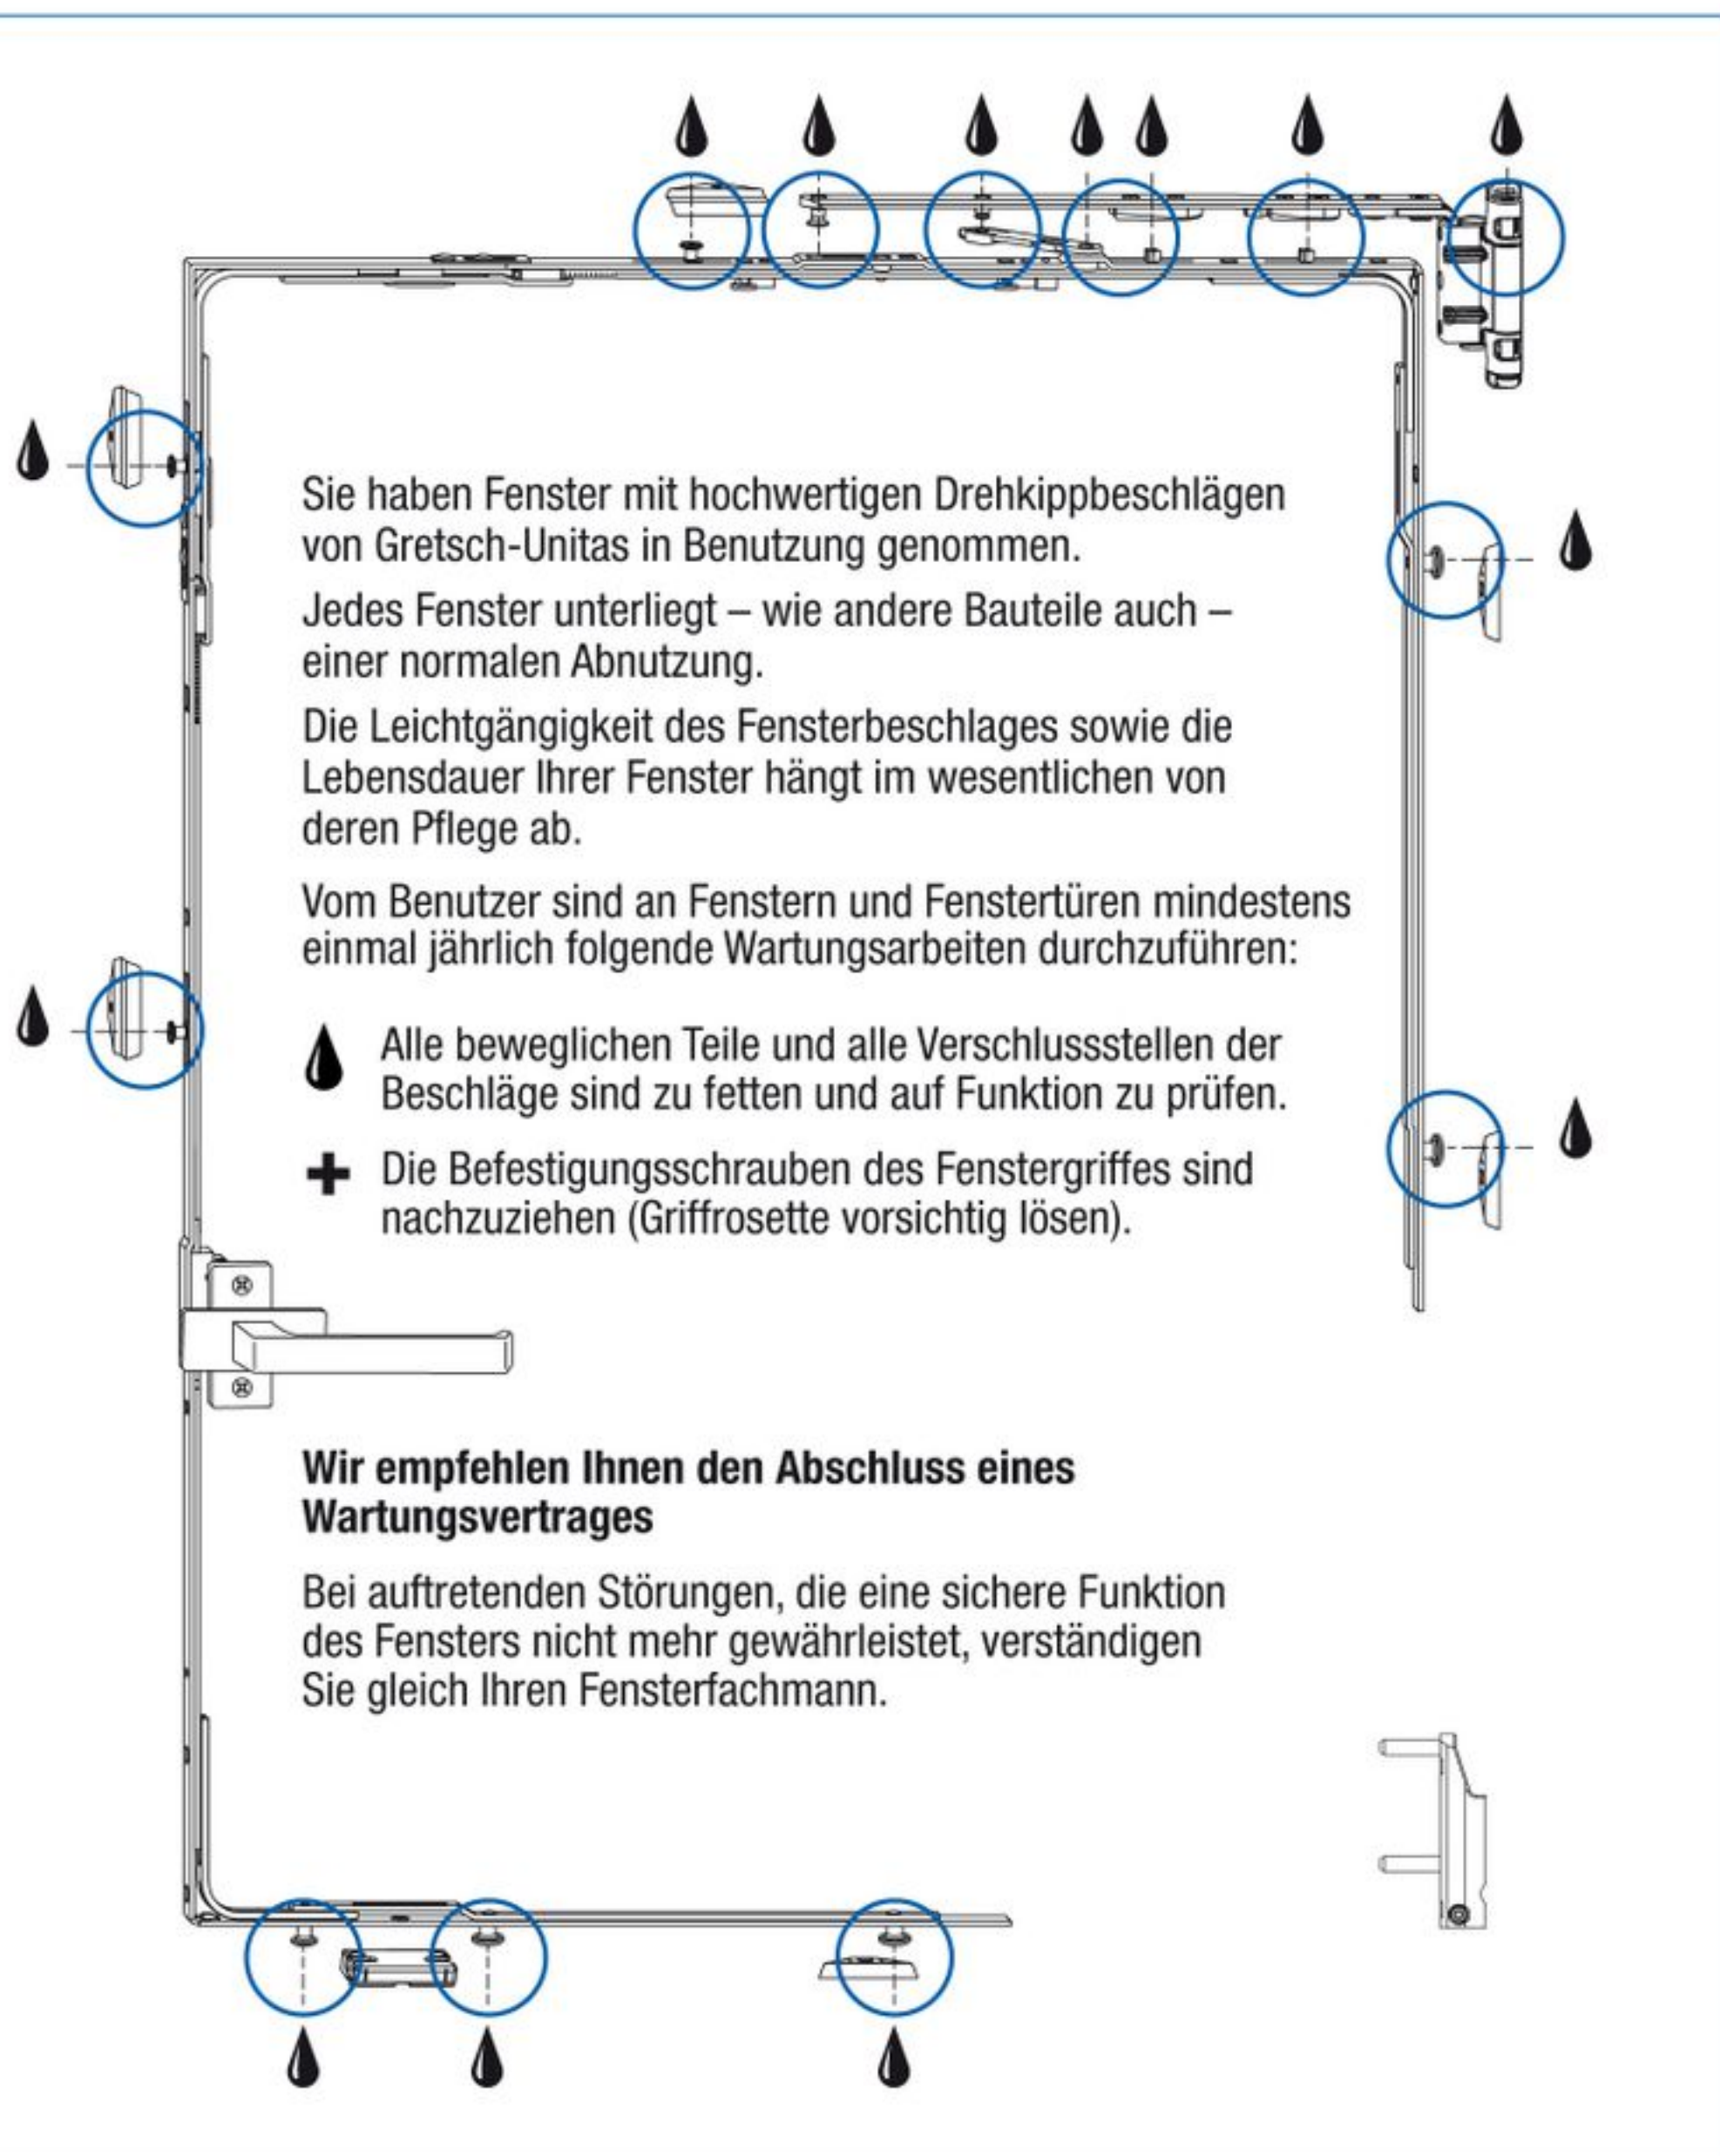 Sie haben Fenster mit hochwertigen Drehkippbeschlägen
von Gretsch-Unitas in Benutzung genommen.
Jedes Fenster unterliegt – wie andere Bauteile auch –
einer normalen Abnutzung.
Die Leichtgängigkeit des Fensterbeschlages sowie die
Lebensdauer Ihrer Fenster hängt im wesentlichen von
deren Pflege ab.
Vom Benutzer sind an Fenstern und Fenstertüren mindestens
einmal jährlich folgende Wartungsarbeiten durchzuführen:
Alle beweglichen Teile und alle Verschlussstellen der
Beschläge sind zu fetten und auf Funktion zu prüfen.
Die Befestigungsschrauben des Fenstergriffes sind
nachzuziehen (Griffrosette vorsichtig lösen).
Wir empfehlen Ihnen den Abschluss eines
Wartungsvertrages
Bei auftretenden Störungen, die eine sichere Funktion
des Fensters nicht mehr gewährleistet, verständigen
Sie gleich Ihren Fensterfachmann.